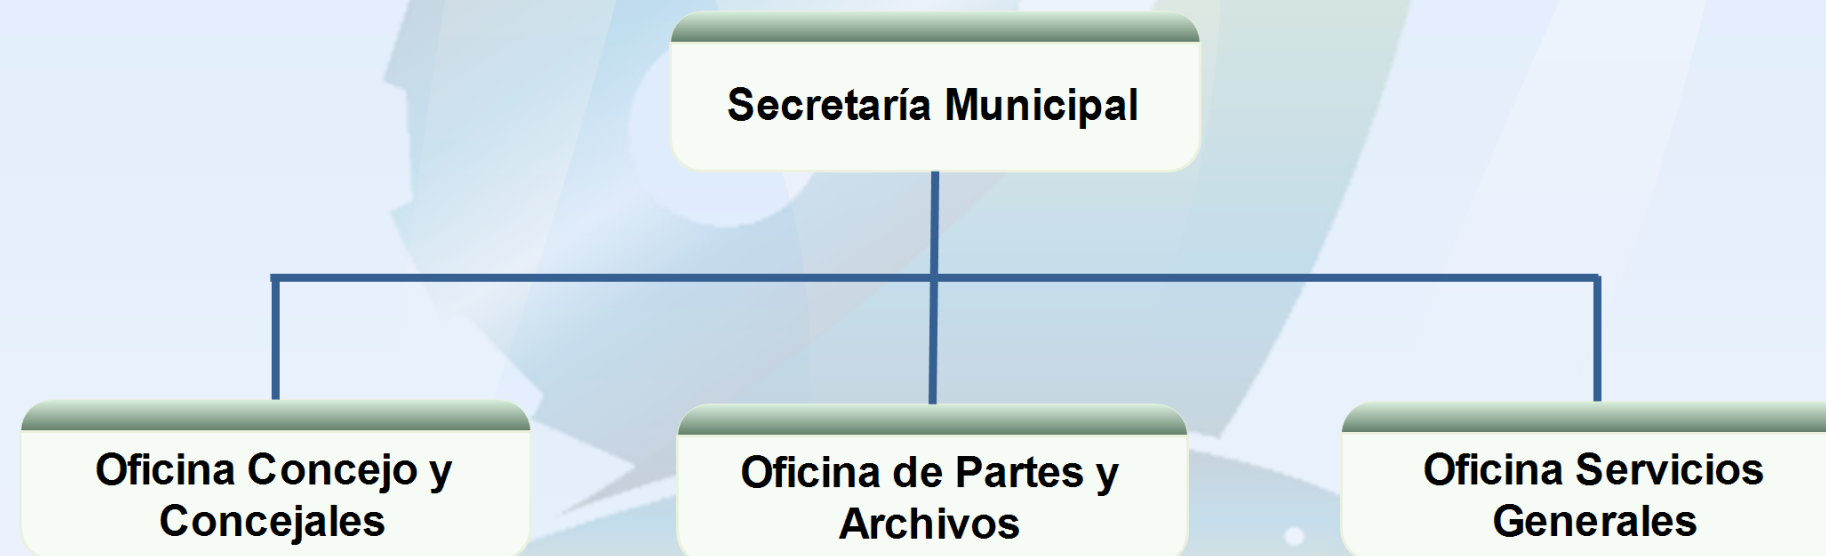 Secretaría Municipal
Oficina Concejo y
Concejales
Oficina de Partes y
Archivos
Oficina Servicios
Generales